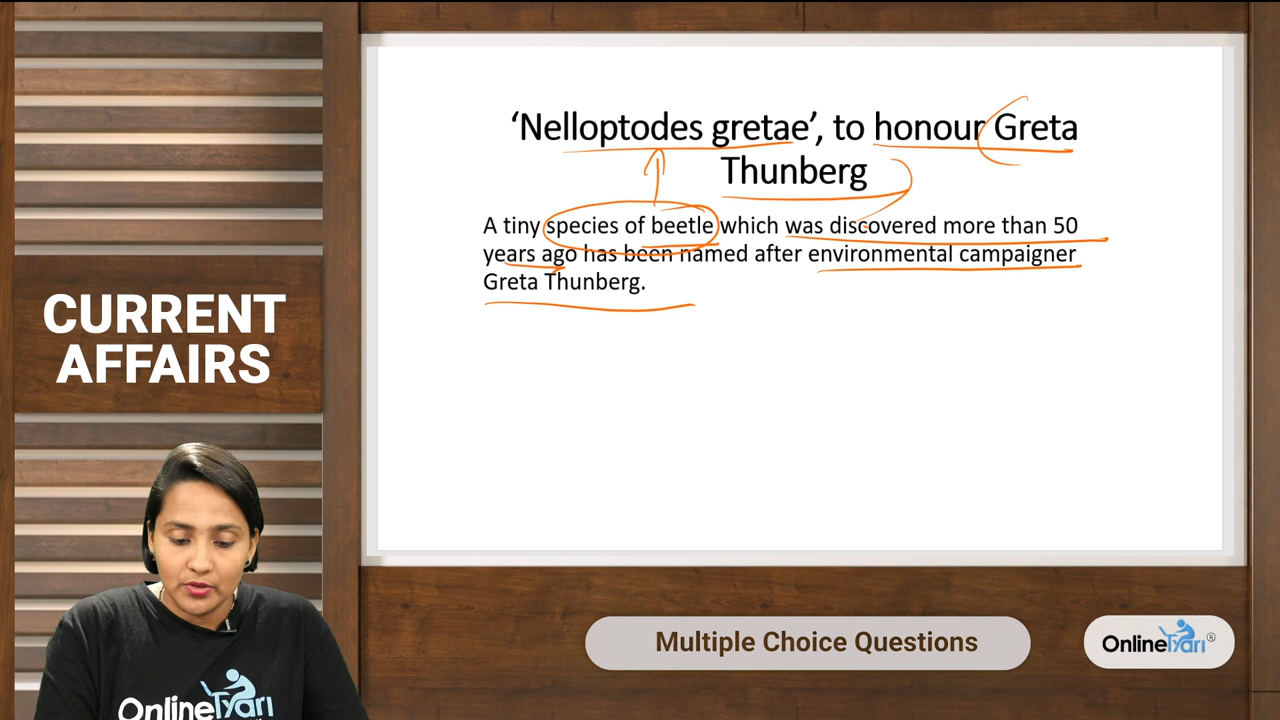 ‘Nelloptodes gretae’, to honour Greta
Thunberg
A tiny species of beetle which was discovered more than 50
years ago has been named after environmental campaigner
Greta Thunberg.
CURRENT
AFFAIRS
Multiple Choice Questions
OnlineTyari®
OnlineTyari